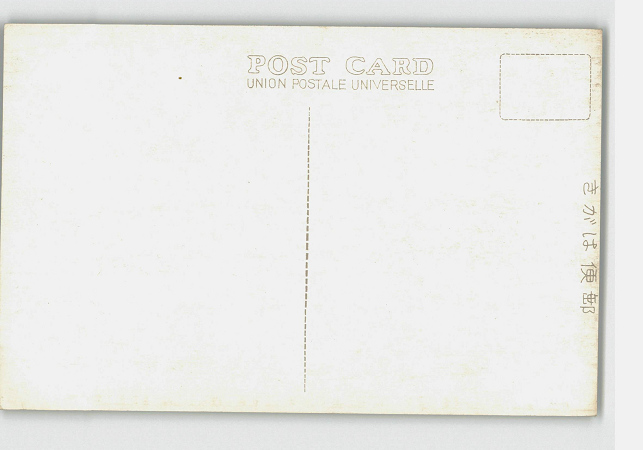 POST CARD
UNION POSTALE UNIVERSELLE
郵便はがき